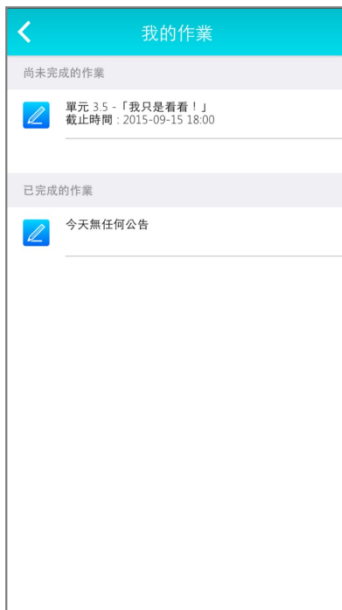 我的作業
尚未完成的作業
單元 3.5 -「我只是看看！」
截止時間 : 2015-09-15 18:00
已完成的作業
今天無任何公告